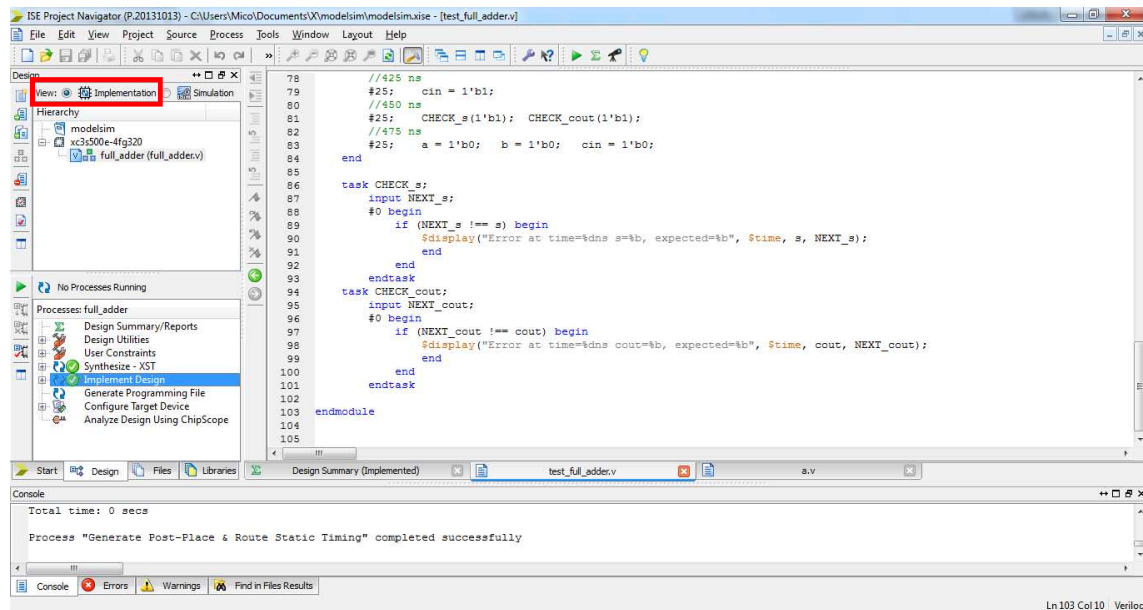 ISE Project Navigator (P.20131013) - C:\Users\Mico\Documents\X\modelsim\modelsim.xise - [test_full_adder.v]
File Edit View Project Source Process Tools Window Layout Help
Design
View: Implementation Simulation
Hierarchy
modelsim
xc3s500e-4fg320
full_adder (full_adder.v)
No Processes Running
Processes: full_adder
Design Summary/Reports
Design Utilities
User Constraints
Synthesize - XST
Implement Design
Generate Programming File
Configure Target Device
Analyze Design Using ChipScope
Start Design Files Libraries
78 //425 ns
79 #25; cin = 1'b1;
80 //450 ns
81 #25; CHECK_s(1'b1); CHECK_cout(1'b1);
82 //475 ns
83 #25; a = 1'b0; b = 1'b0; cin = 1'b0;
84 end
85
86 task CHECK_s;
87 input NEXT_s;
88 #0 begin
89 if (NEXT_s !== s) begin
90 $display("Error at time=%dns s=%b, expected=%b", $time, s, NEXT_s);
91 end
92 end
93 endtask
94 task CHECK_cout;
95 input NEXT_cout;
96 #0 begin
97 if (NEXT_cout !== cout) begin
98 $display("Error at time=%dns cout=%b, expected=%b", $time, cout, NEXT_cout);
99 end
100 end
101 endtask
102
103 endmodule
104
105
Design Summary (Implemented) test_full_adder.v a.v
Console
Total time: 0 secs
Process "Generate Post-Place & Route Static Timing" completed successfully
Console Errors Warnings Find in Files Results
Ln 103 Col 10 Verilog